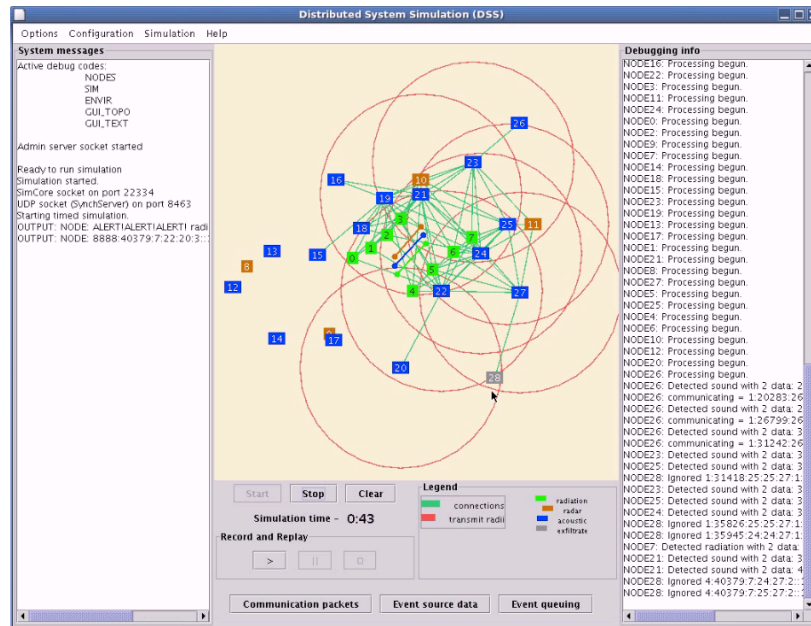 Distributed System Simulation (DSS)
Options Configuration Simulation Help
System messages
Active debug codes:
NODES
SIM
ENVIR
GUI_TOPO
GUI_TEXT
Admin server socket started
Ready to run simulation
Simulation started.
SimCore socket on port 22334
UDP socket (SynchServer) on port 8463
Starting timed simulation.
OUTPUT: NODE: ALERT!ALERT!ALERT! radi
OUTPUT: NODE: 8888:40379:7:22:20:3::
26
23
16
10
19
21
3
18
2
25
11
7
13
15
0
1
6
24
8
5
12
4
22
27
14
17
20
28
Start
Stop
Clear
Simulation time - 0:43
Record and Replay
>
Legend
connections
transmit radii
radiation
radar
acoustic
exfiltrate
Communication packets
Event source data
Event queuing
Debugging info
NODE16: Processing begun.
NODE22: Processing begun.
NODE3: Processing begun.
NODE11: Processing begun.
NODE24: Processing begun.
NODE0: Processing begun.
NODE2: Processing begun.
NODE9: Processing begun.
NODE7: Processing begun.
NODE14: Processing begun.
NODE18: Processing begun.
NODE15: Processing begun.
NODE23: Processing begun.
NODE19: Processing begun.
NODE13: Processing begun.
NODE17: Processing begun.
NODE1: Processing begun.
NODE21: Processing begun.
NODE8: Processing begun.
NODE27: Processing begun.
NODE5: Processing begun.
NODE25: Processing begun.
NODE4: Processing begun.
NODE6: Processing begun.
NODE10: Processing begun.
NODE12: Processing begun.
NODE20: Processing begun.
NODE26: Processing begun.
NODE26: Detected sound with 2 data: 2
NODE26: communicating = 1:20283:26
NODE26: Detected sound with 2 data: 2
NODE26: communicating = 1:26799:26
NODE26: Detected sound with 2 data: 3
NODE26: communicating = 1:31242:26
NODE23: Detected sound with 2 data: 3
NODE25: Detected sound with 2 data: 3
NODE28: Ignored 1:31418:25:25:27:1:
NODE23: Detected sound with 2 data: 3
NODE25: Detected sound with 2 data: 3
NODE24: Detected sound with 2 data: 3
NODE28: Ignored 1:35826:25:25:27:1:
NODE28: Ignored 1:35945:24:24:27:1:
NODE7: Detected radiation with 2 data:
NODE21: Detected sound with 2 data: 3
NODE21: Detected sound with 2 data: 4
NODE28: Ignored 4:40379:7:24:27:2::
NODE28: Ignored 4:40379:7:25:27:2::